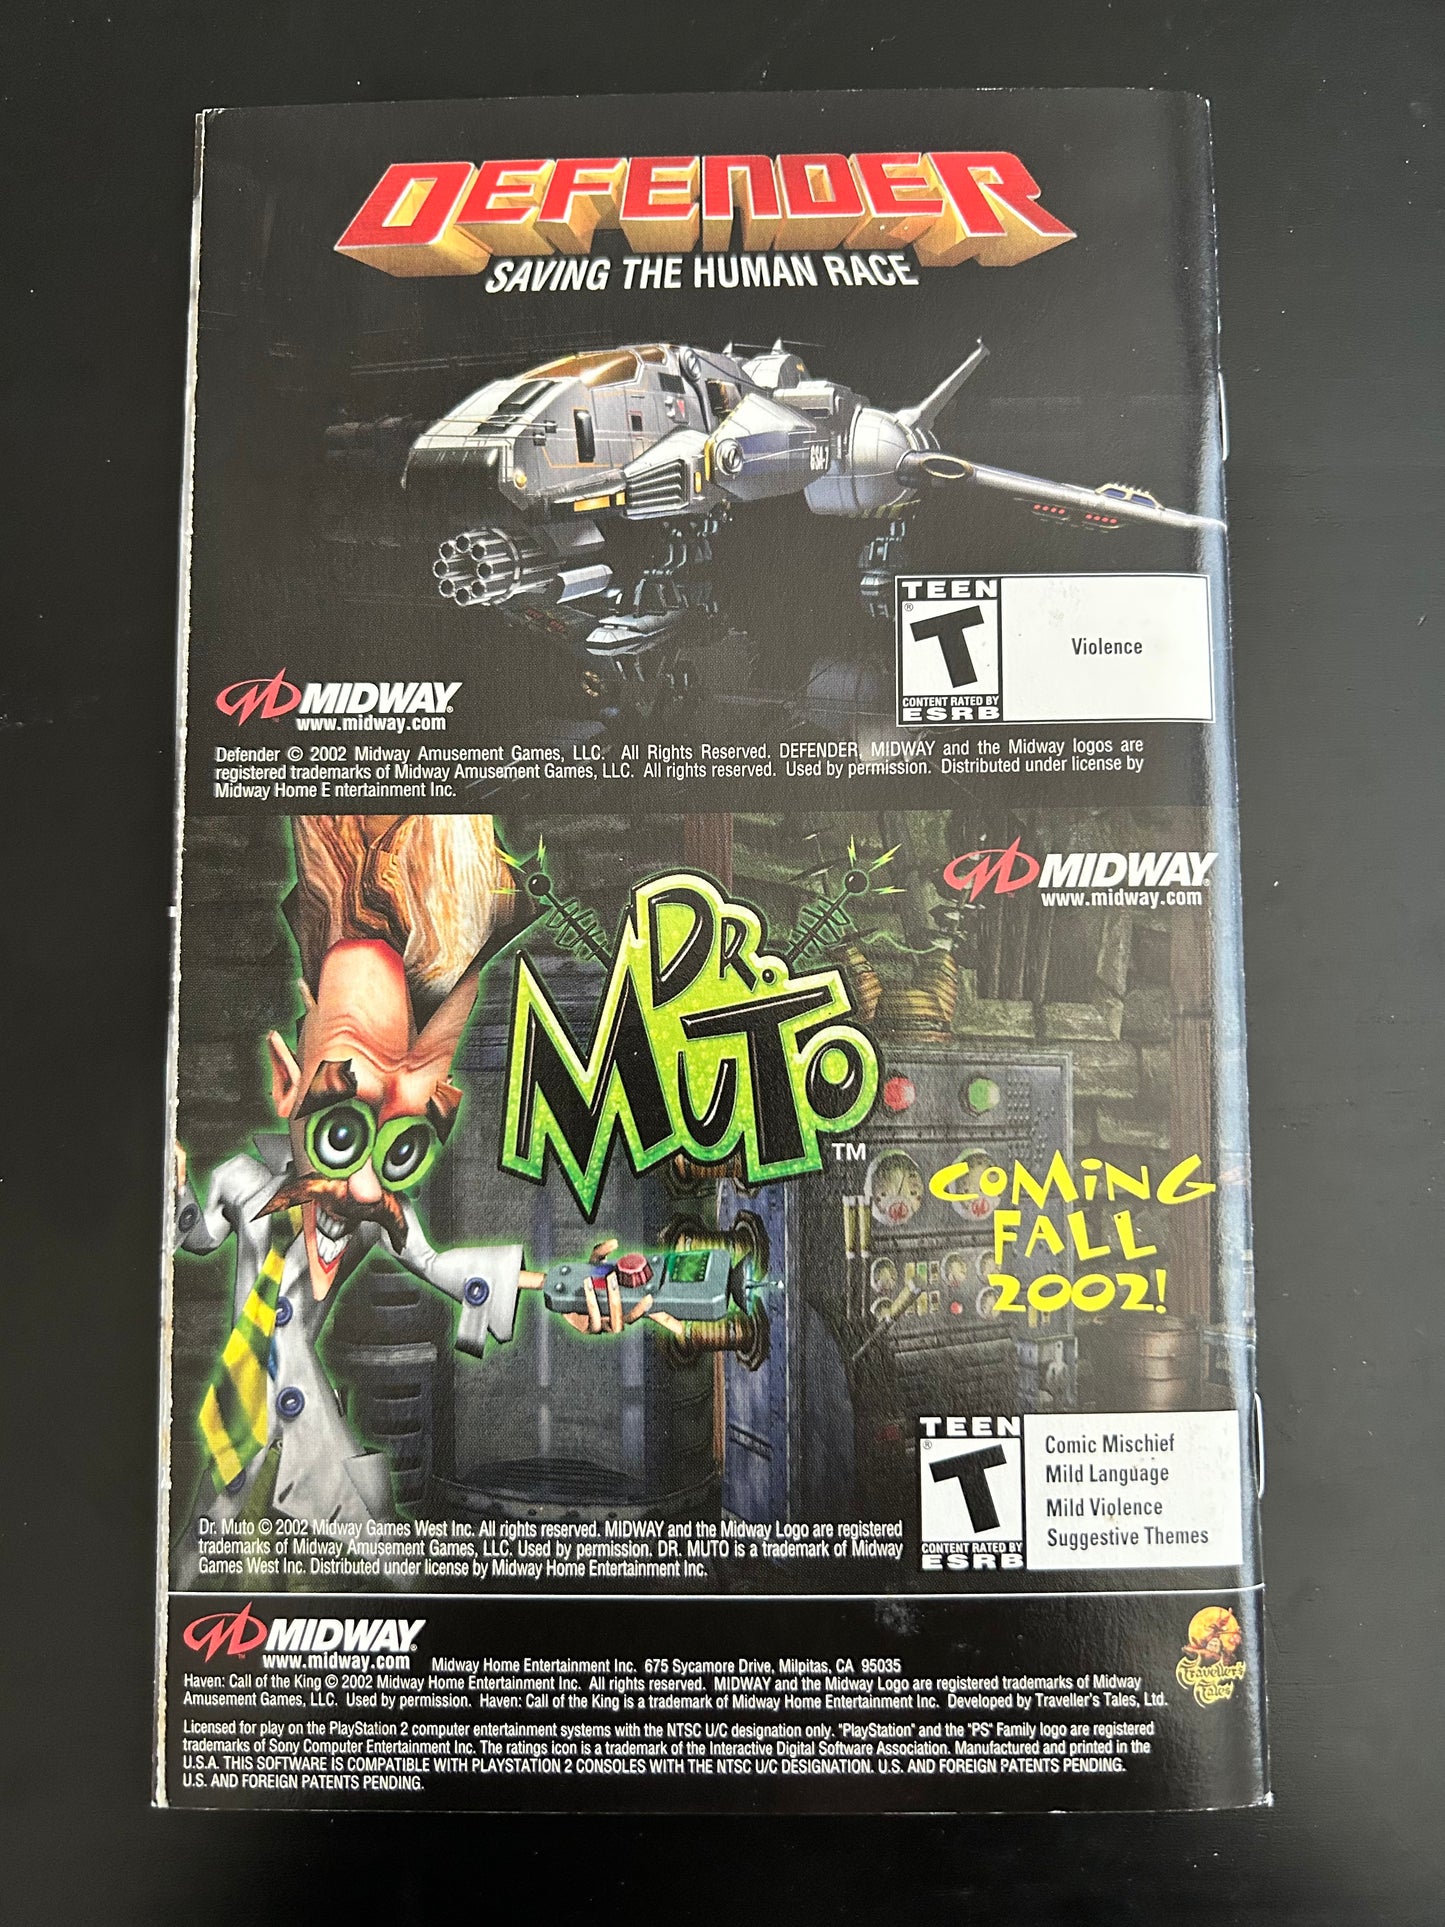 DEFENDER
SAVING THE HUMAN RACE
GSA-7
TEEN
T
®
CONTENT RATED BY
ESRB
Violence
MIDWAY®
www.midway.com
Defender © 2002 Midway Amusement Games, LLC. All Rights Reserved. DEFENDER, MIDWAY and the Midway logos are
registered trademarks of Midway Amusement Games, LLC. All rights reserved. Used by permission. Distributed under license by
Midway Home E ntertainment Inc.
MIDWAY®
www.midway.com
DR.
MUTO
TM
COMiNG
FALL
2002!
TEEN
T
®
CONTENT RATED BY
ESRB
Comic Mischief
Mild Language
Mild Violence
Suggestive Themes
Dr. Muto © 2002 Midway Games West Inc. All rights reserved. MIDWAY and the Midway Logo are registered
trademarks of Midway Amusement Games, LLC. Used by permission. DR. MUTO is a trademark of Midway
Games West Inc. Distributed under license by Midway Home Entertainment Inc.
MIDWAY®
www.midway.com
Midway Home Entertainment Inc. 675 Sycamore Drive, Milpitas, CA 95035
Haven: Call of the King © 2002 Midway Home Entertainment Inc. All rights reserved. MIDWAY and the Midway Logo are registered trademarks of Midway
Amusement Games, LLC. Used by permission. Haven: Call of the King is a trademark of Midway Home Entertainment Inc. Developed by Traveller's Tales, Ltd.
Traveller's
Tales
Licensed for play on the PlayStation 2 computer entertainment systems with the NTSC U/C designation only. "PlayStation" and the "PS" Family logo are registered
trademarks of Sony Computer Entertainment Inc. The ratings icon is a trademark of the Interactive Digital Software Association. Manufactured and printed in the
U.S.A. THIS SOFTWARE IS COMPATIBLE WITH PLAYSTATION 2 CONSOLES WITH THE NTSC U/C DESIGNATION. U.S. AND FOREIGN PATENTS PENDING.
U.S. AND FOREIGN PATENTS PENDING.